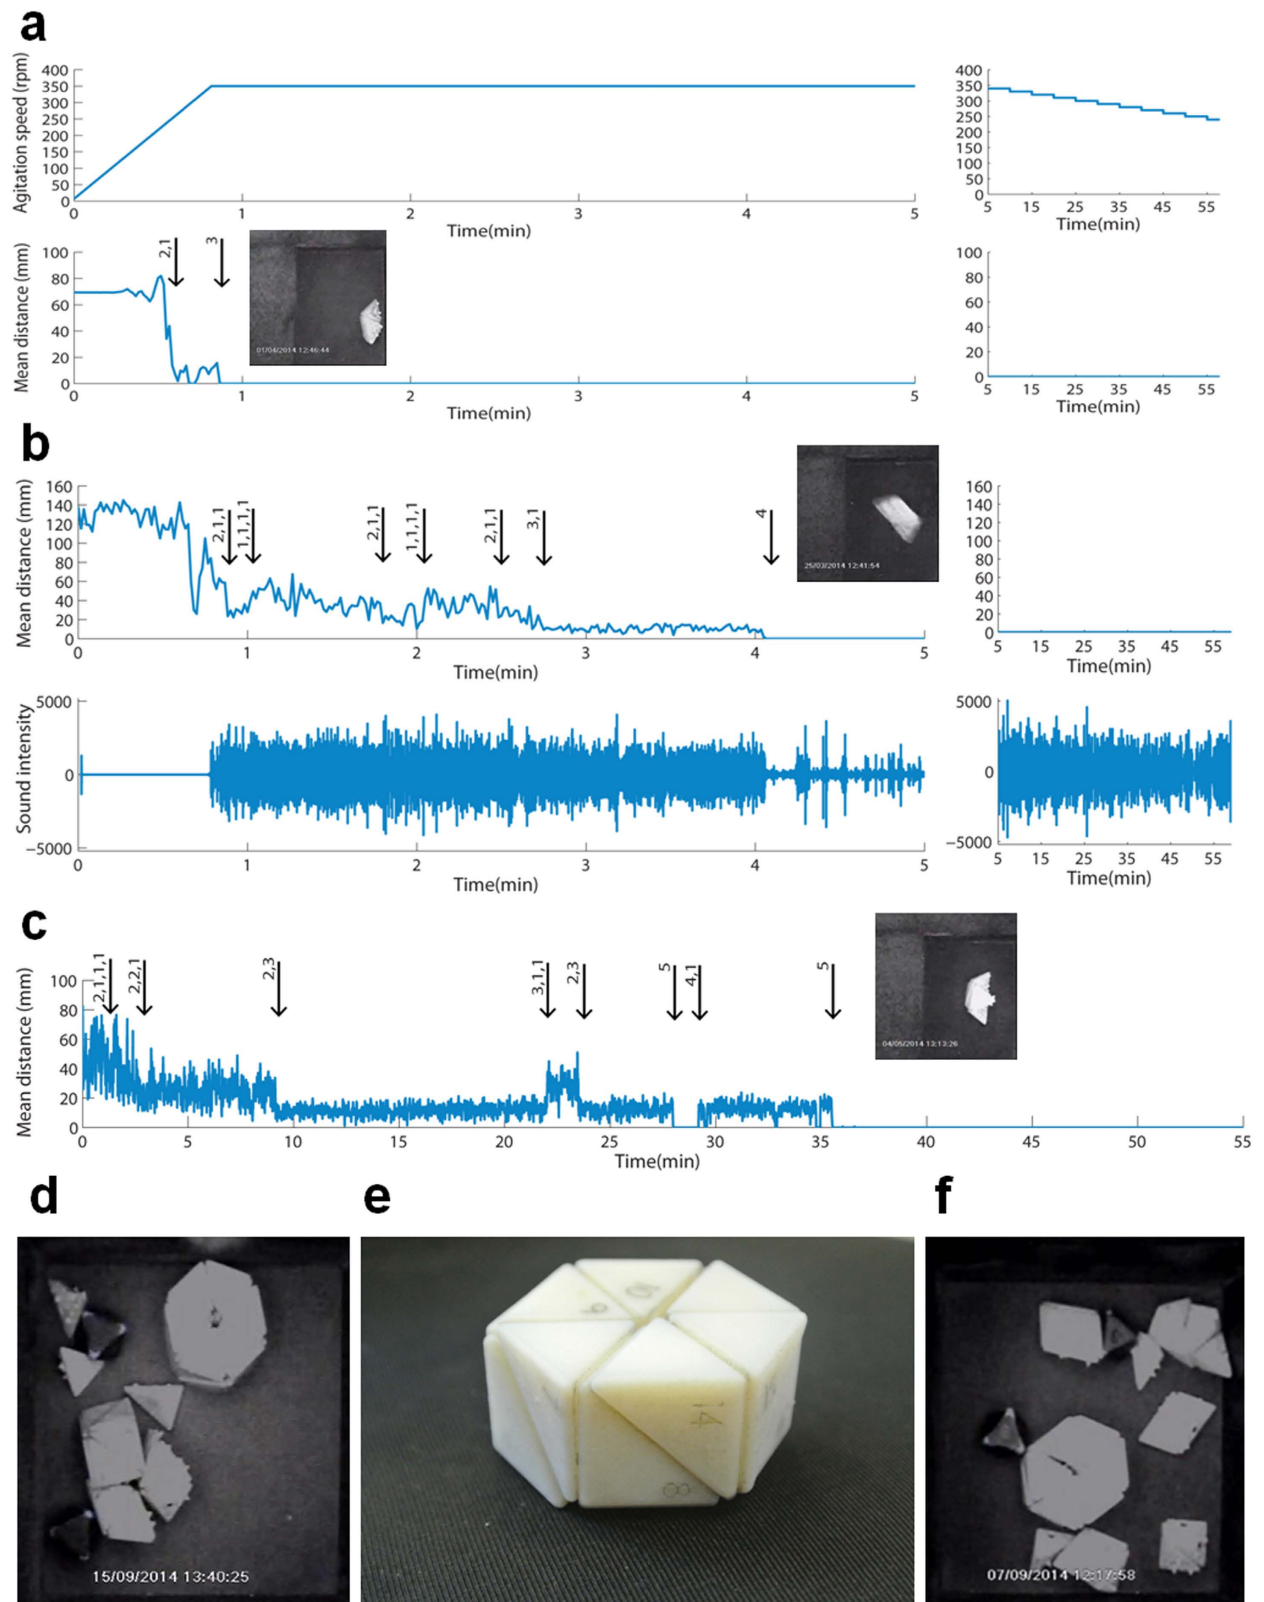 a
Agitation speed (rpm)
400
350
300
250
200
150
100
50
0
0 1 2 3 4 5
Time(min)
400
350
300
250
200
150
100
50
0
5 15 25 35 45 55
Time(min)
Mean distance (mm)
100
80
60
40
20
0
2,1
3
01/04/2014 12:46:44
0 1 2 3 4 5
Time(min)
100
80
60
40
20
0
5 15 25 35 45 55
Time(min)
b
Mean distance (mm)
160
140
120
100
80
60
40
20
0
2,1,1
1,1,1,1
2,1,1
1,1,1,1
2,1,1
3,1
4
25/03/2014 12:41:54
0 1 2 3 4 5
Time(min)
160
140
120
100
80
60
40
20
0
5 15 25 35 45 55
Time(min)
Sound intensity
5000
0
−5000
0 1 2 3 4 5
Time(min)
5000
0
−5000
5 15 25 35 45 55
Time(min)
c
Mean distance (mm)
100
80
60
40
20
0
2,1,1,1
2,2,1
2,3
3,1,1
2,3
5
4,1
5
04/05/2014 13:13:26
0 5 10 15 20 25 30 35 40 45 50 55
Time(min)
d
15/09/2014 13:40:25
e
14
8
f
07/09/2014 12:17:58